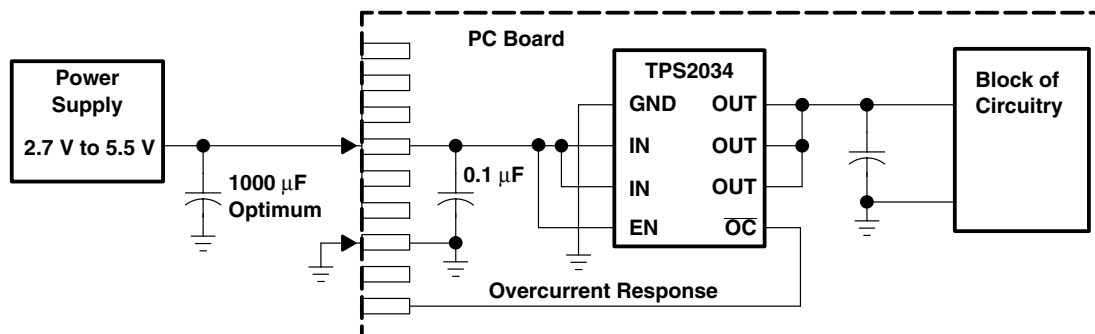 PC Board
Power
Supply
2.7 V to 5.5 V
1000 μF
Optimum
0.1 μF
TPS2034
GND OUT
IN OUT
IN OUT
EN O̅C̅
Block of
Circuitry
Overcurrent Response